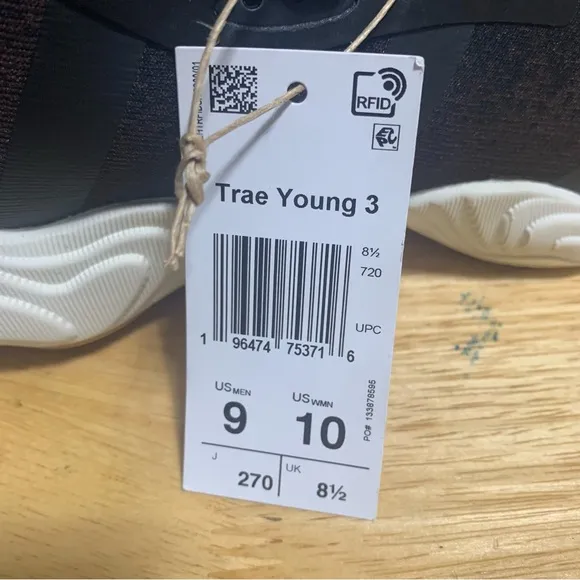 RFID
Trae Young 3
8½
720
UPC
1 96474 75371 6
PO# 133878595
US MEN
9
US WMN
10
J
270
UK
8½